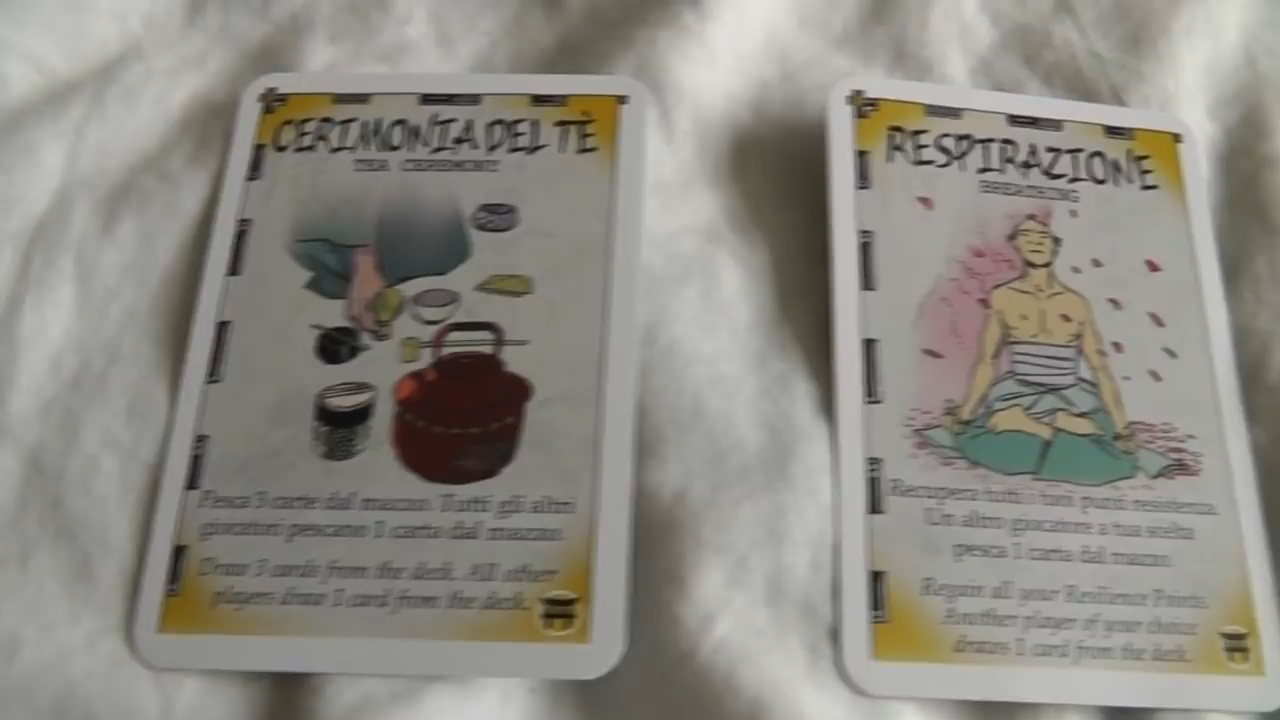 CERIMONIA DEL TÈ
TEA CEREMONY
Pesca 3 carte dal mazzo. Tutti gli altri
giocatori pescano 1 carta dal mazzo.
Draw 3 cards from the deck. All other
players draw 1 card from the deck.
RESPIRAZIONE
BREATHING
Recupera tutti i tuoi punti resistenza.
Un altro giocatore a tua scelta
pesca 1 carta dal mazzo.
Regain all your Resilience Points.
Another player of your choice
draws 1 card from the deck.